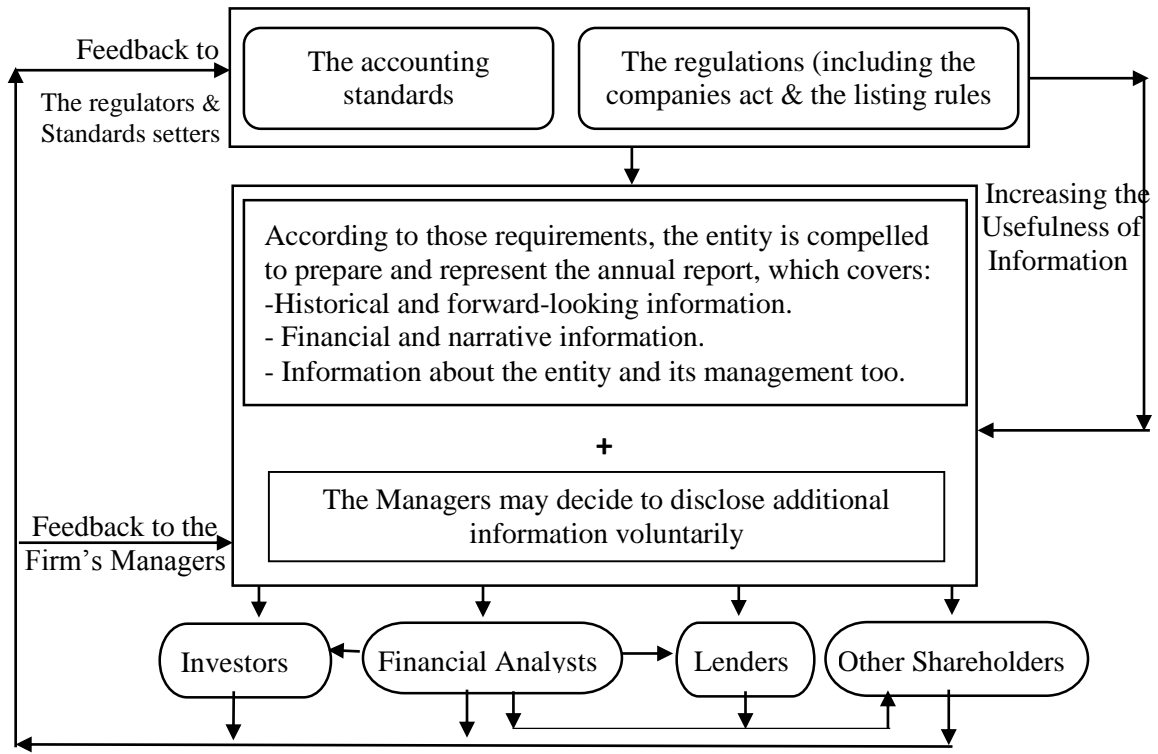 Feedback to
The regulators &
Standards setters
The accounting
standards
The regulations (including the
companies act & the listing rules
Increasing the
Usefulness of
Information
According to those requirements, the entity is compelled
to prepare and represent the annual report, which covers:
-Historical and forward-looking information.
- Financial and narrative information.
- Information about the entity and its management too.
+
The Managers may decide to disclose additional
information voluntarily
Feedback to the
Firm’s Managers
Investors
Financial Analysts
Lenders
Other Shareholders